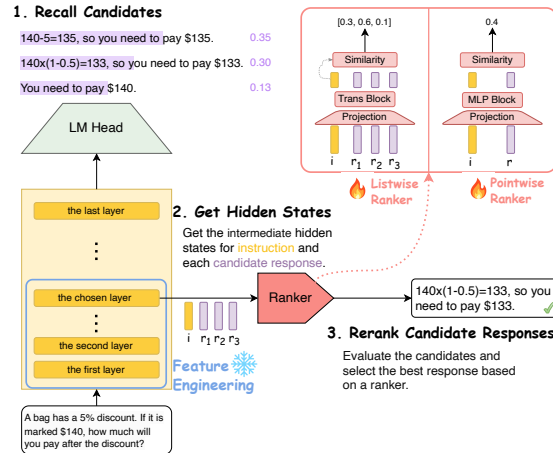 1. Recall Candidates
140-5=135, so you need to pay $135. 0.35
140x(1-0.5)=133, so you need to pay $133. 0.30
You need to pay $140. 0.13
LM Head
the last layer
the chosen layer
the second layer
the first layer
A bag has a 5% discount. If it is
marked $140, how much will
you pay after the discount?
Feature
Engineering
2. Get Hidden States
Get the intermediate hidden
states for instruction and
each candidate response.
i r1 r2 r3
Ranker
[0.3, 0.6, 0.1]
Similarity
Trans Block
Projection
i r1 r2 r3
Listwise
Ranker
0.4
Similarity
MLP Block
Projection
i r
Pointwise
Ranker
140x(1-0.5)=133, so you
need to pay $133.
3. Rerank Candidate Responses
Evaluate the candidates and
select the best response based
on a ranker.